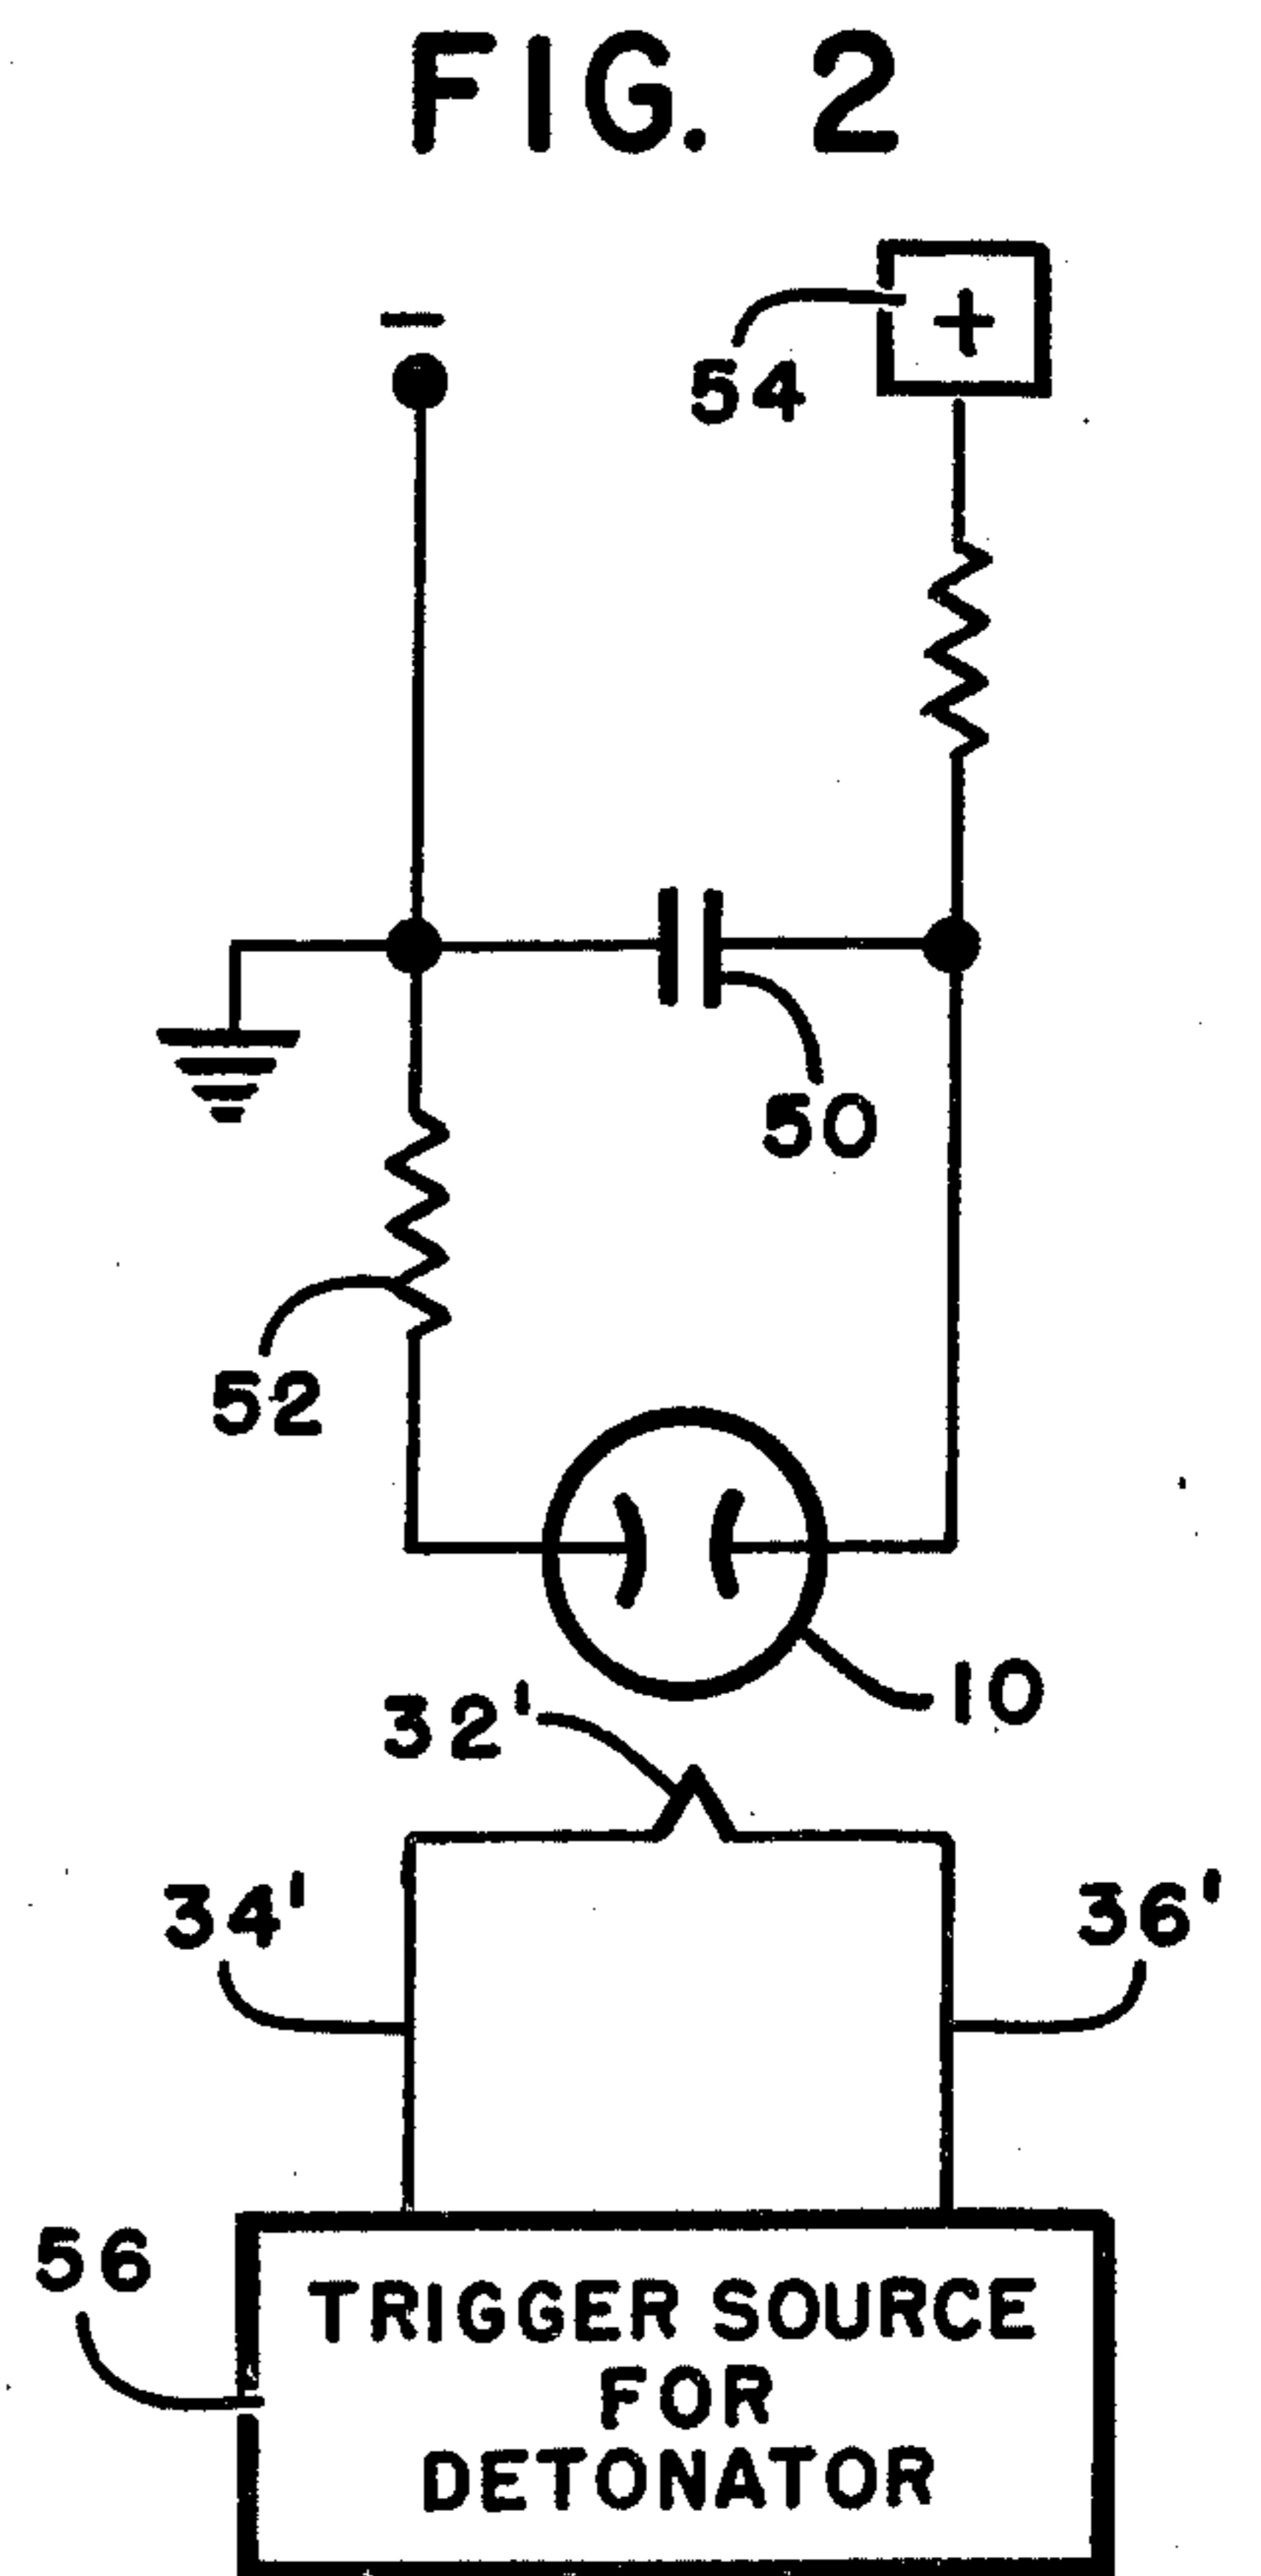 FIG. 2
−
+
54
50
52
10
32'
34'
36'
56
TRIGGER SOURCE
FOR
DETONATOR